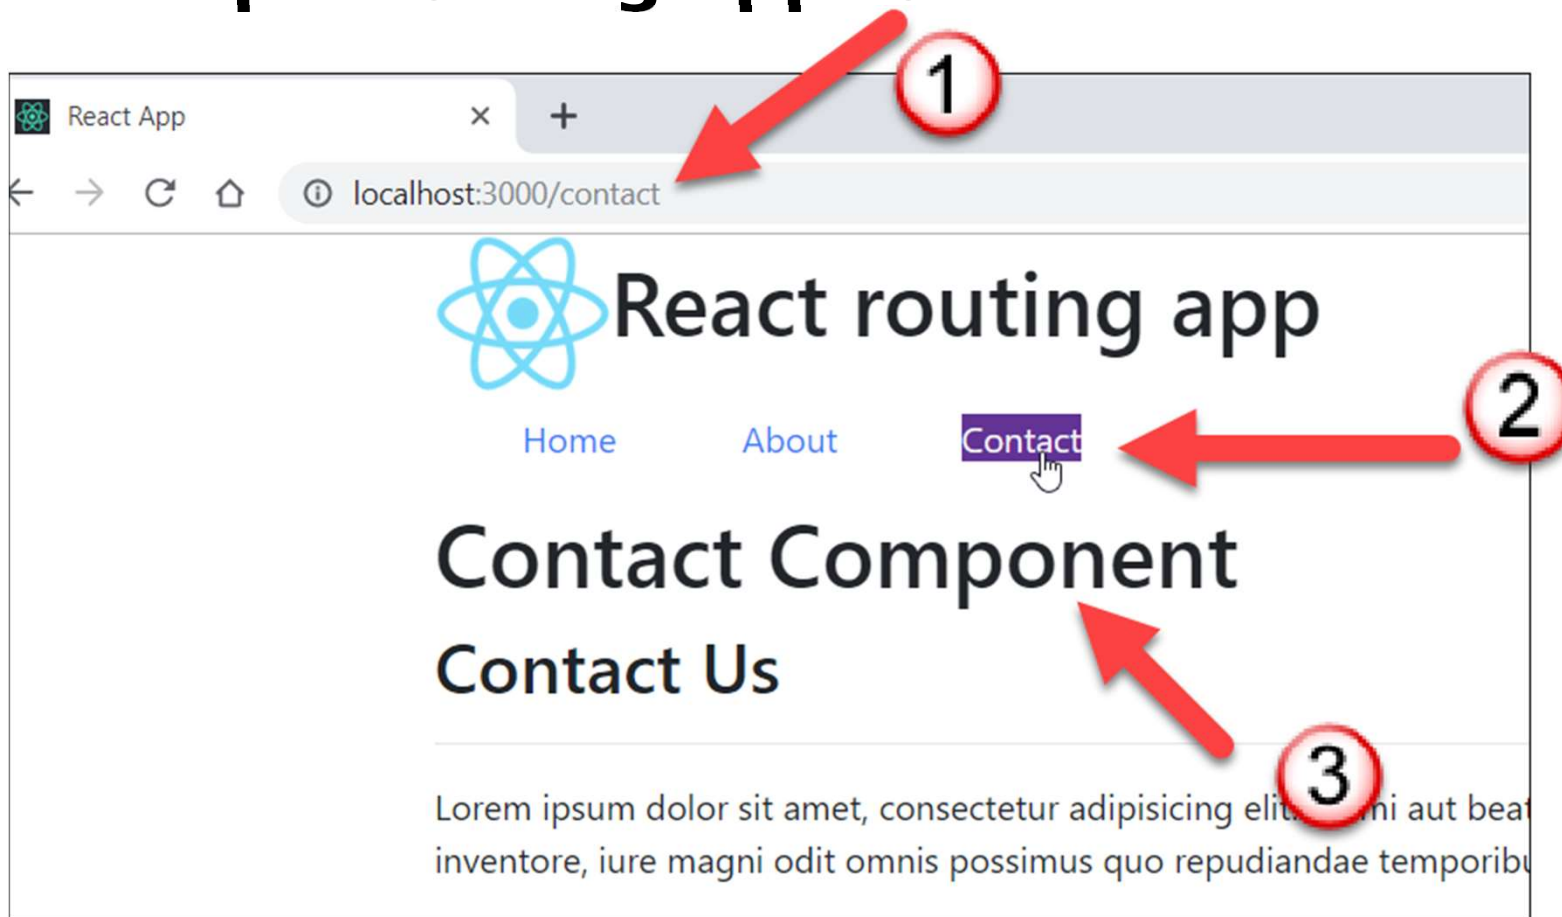 1
React App
localhost:3000/contact
React routing app
2
Home About Contact
Contact Component
Contact Us
3
Lorem ipsum dolor sit amet, consectetur adipisicing aut
inventore, iure magni odit omnis possimus quo repudiandae